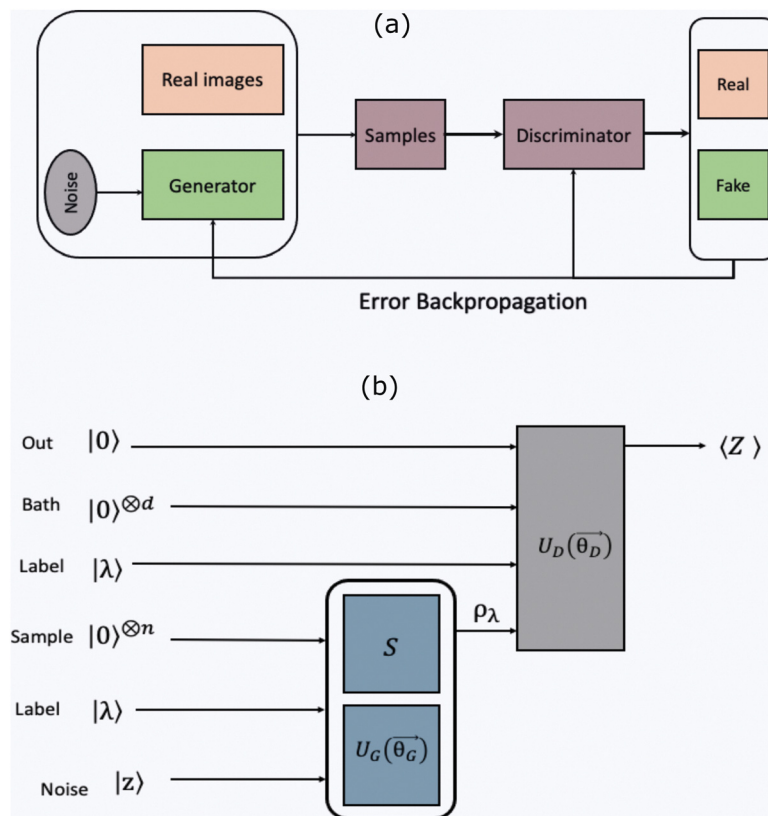 (a)
Real images
Real
Samples
Discriminator
Noise
Generator
Fake
Error Backpropagation
(b)
Out |0⟩
⟨Z ⟩
Bath |0⟩⊗d
U_D(θ_D→)
Label |λ⟩
ρλ
Sample |0⟩⊗n
S
Label |λ⟩
U_G(θ_G→)
Noise |z⟩